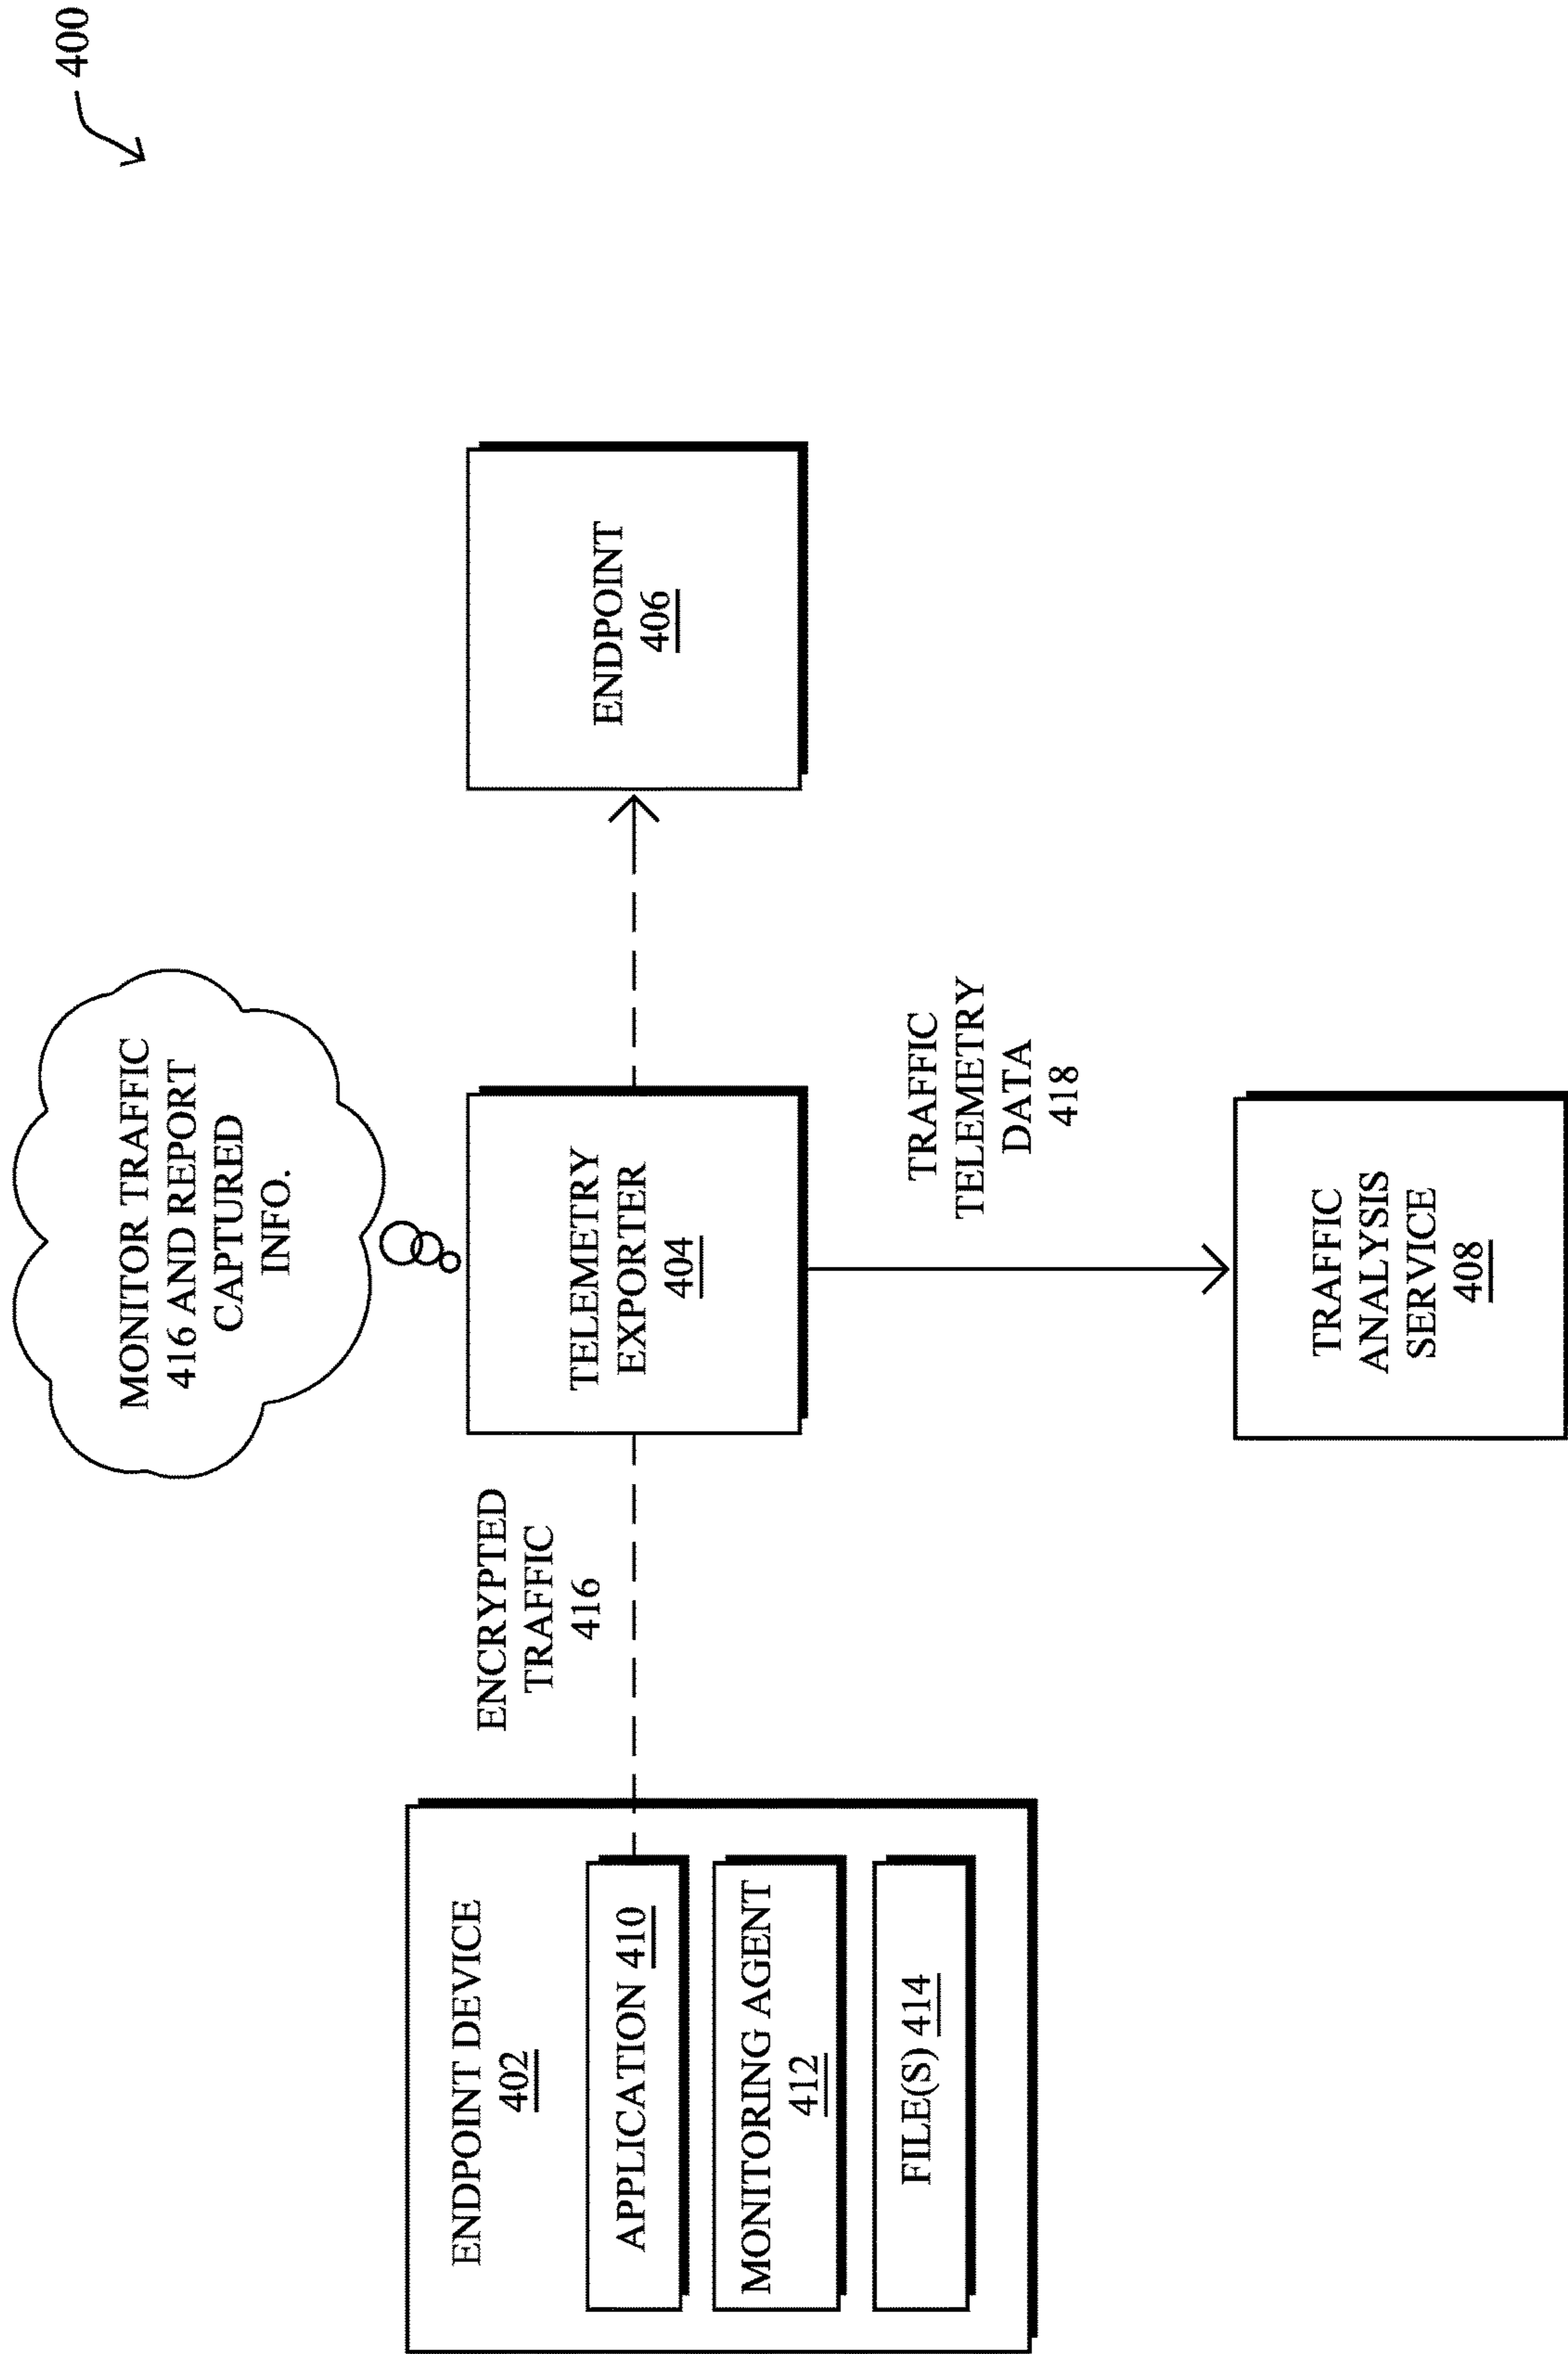 400
MONITOR TRAFFIC
416 AND REPORT
CAPTURED
INFO.
ENDPOINT DEVICE
402
APPLICATION 410
MONITORING AGENT
412
FILE(S) 414
ENCRYPTED
TRAFFIC
416
TELEMETRY
EXPORTER
404
ENDPOINT
406
TRAFFIC
TELEMETRY
DATA
418
TRAFFIC
ANALYSIS
SERVICE
408